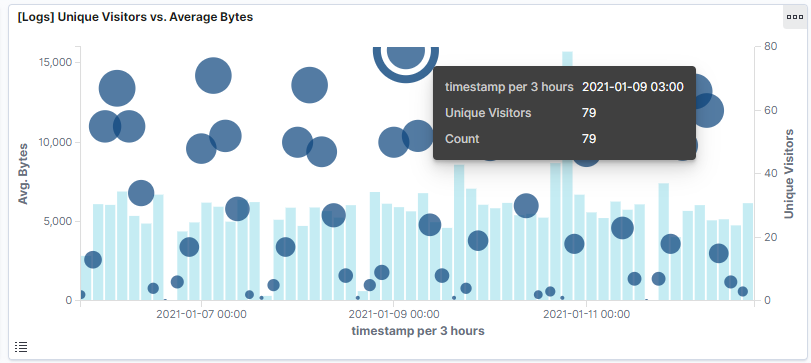 [Logs] Unique Visitors vs. Average Bytes
Avg. Bytes
15,000
10,000
5,000
0
timestamp per 3 hours 2021-01-09 03:00
Unique Visitors 79
Count 79
80
60
40
20
0
Unique Visitors
2021-01-07 00:00
2021-01-09 00:00
2021-01-11 00:00
timestamp per 3 hours